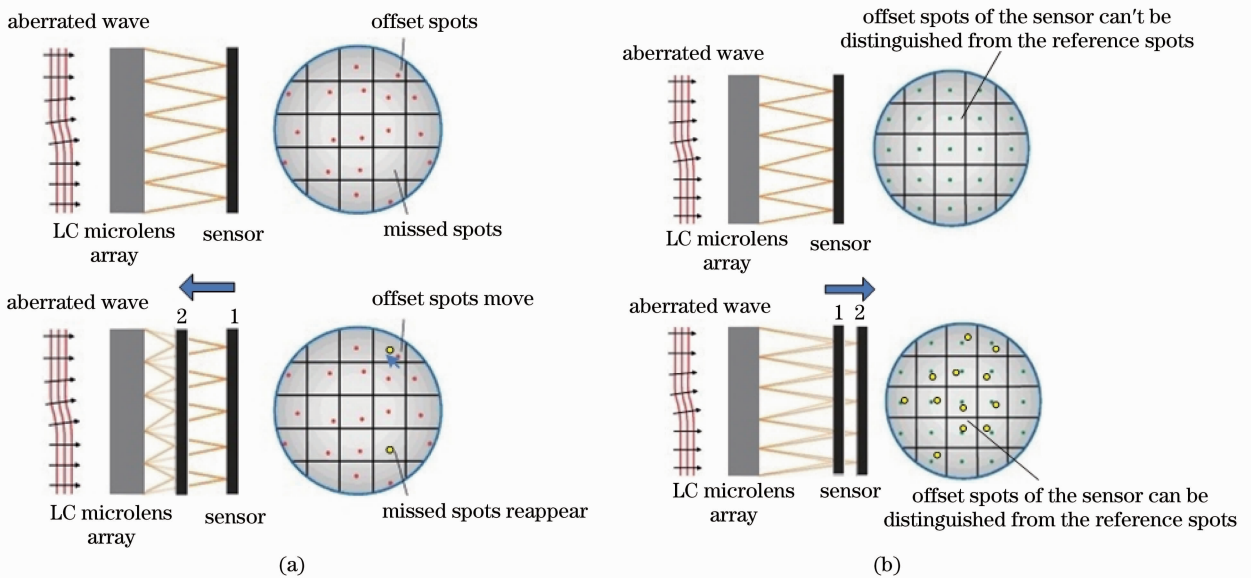 aberrated wave
offset spots
LC microlens
array
sensor
missed spots
aberrated wave
2
1
offset spots move
LC microlens
array
sensor
missed spots reappear
(a)
offset spots of the sensor can't be
distinguished from the reference spots
aberrated wave
LC microlens
array
sensor
aberrated wave
1
2
LC microlens
array
sensor
offset spots of the sensor can be
distinguished from the reference spots
(b)